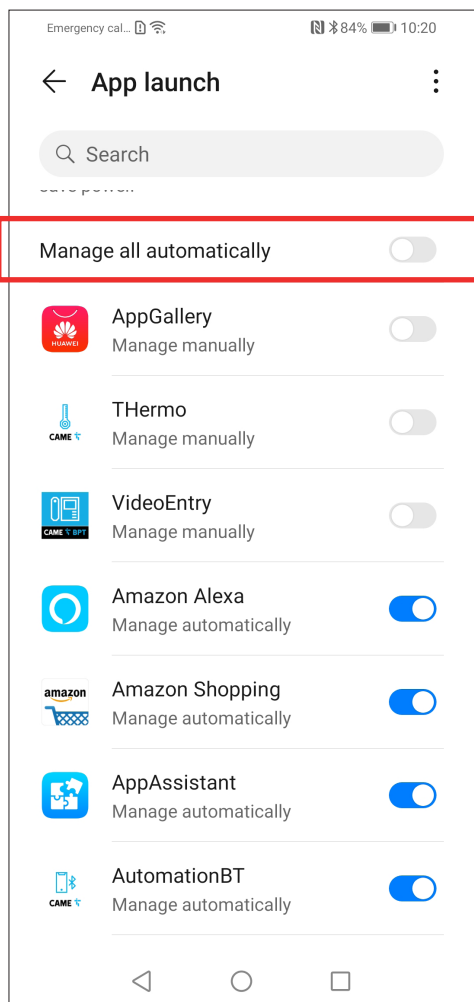 Emergency cal... 84% 10:20
App launch
Search
Manage all automatically
AppGallery
HUAWEI
Manage manually
THermo
CAME
Manage manually
VideoEntry
CAME BPT
Manage manually
Amazon Alexa
Manage automatically
amazon
Amazon Shopping
Manage automatically
AppAssistant
Manage automatically
AutomationBT
CAME
Manage automatically